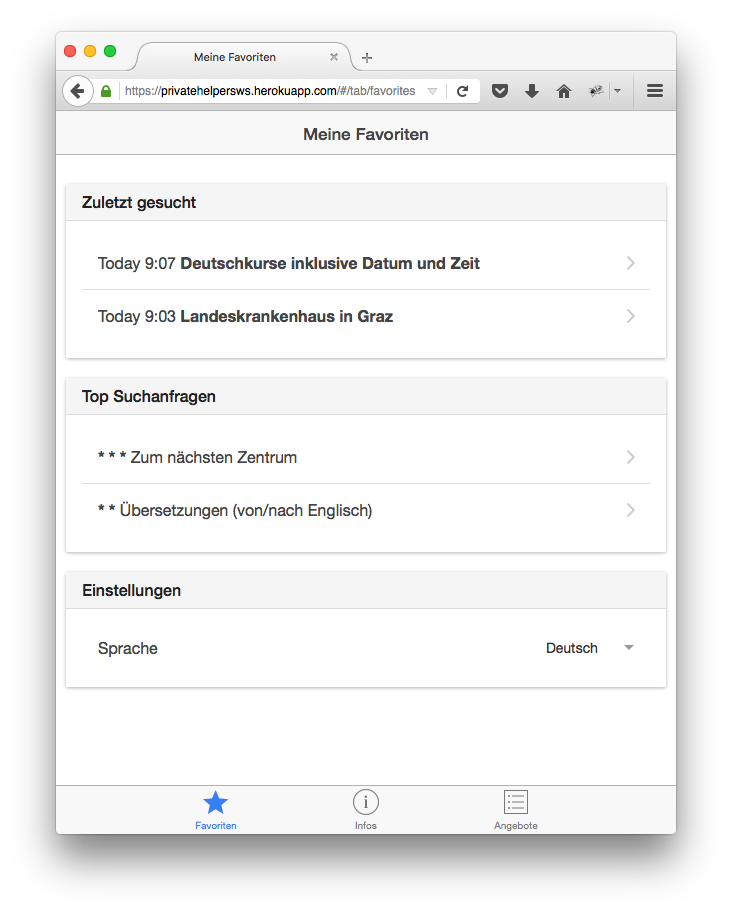 Meine Favoriten
https://privatehelpersws.herokuapp.com/#/tab/favorites
Meine Favoriten
Zuletzt gesucht
Today 9:07 Deutschkurse inklusive Datum und Zeit
Today 9:03 Landeskrankenhaus in Graz
Top Suchanfragen
* * * Zum nächsten Zentrum
* * Übersetzungen (von/nach Englisch)
Einstellungen
Sprache Deutsch
Favoriten Infos Angebote